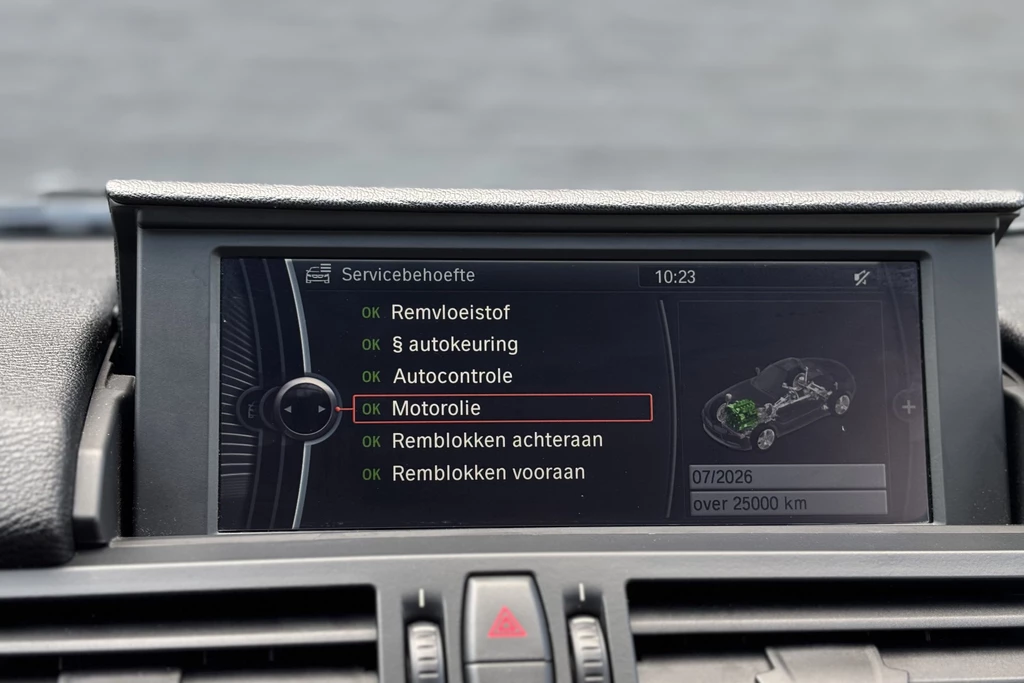 Servicebehoefte 10:23
OK Remvloeistof
OK § autokeuring
OK Autocontrole
OK Motorolie
OK Remblokken achteraan
OK Remblokken vooraan
07/2026
over 25000 km